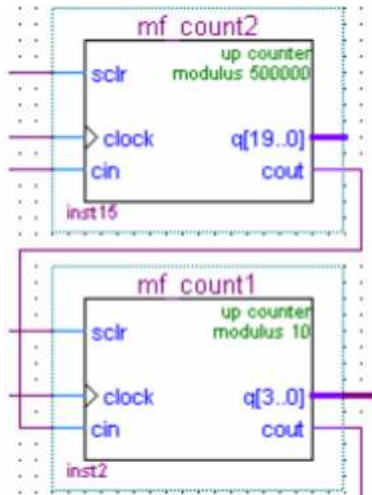 mf_count2
up counter
modulus 500000
sclr
clock
q[19..0]
cin
cout
inst15
mf_count1
up counter
modulus 10
sclr
clock
q[3..0]
cin
cout
inst2